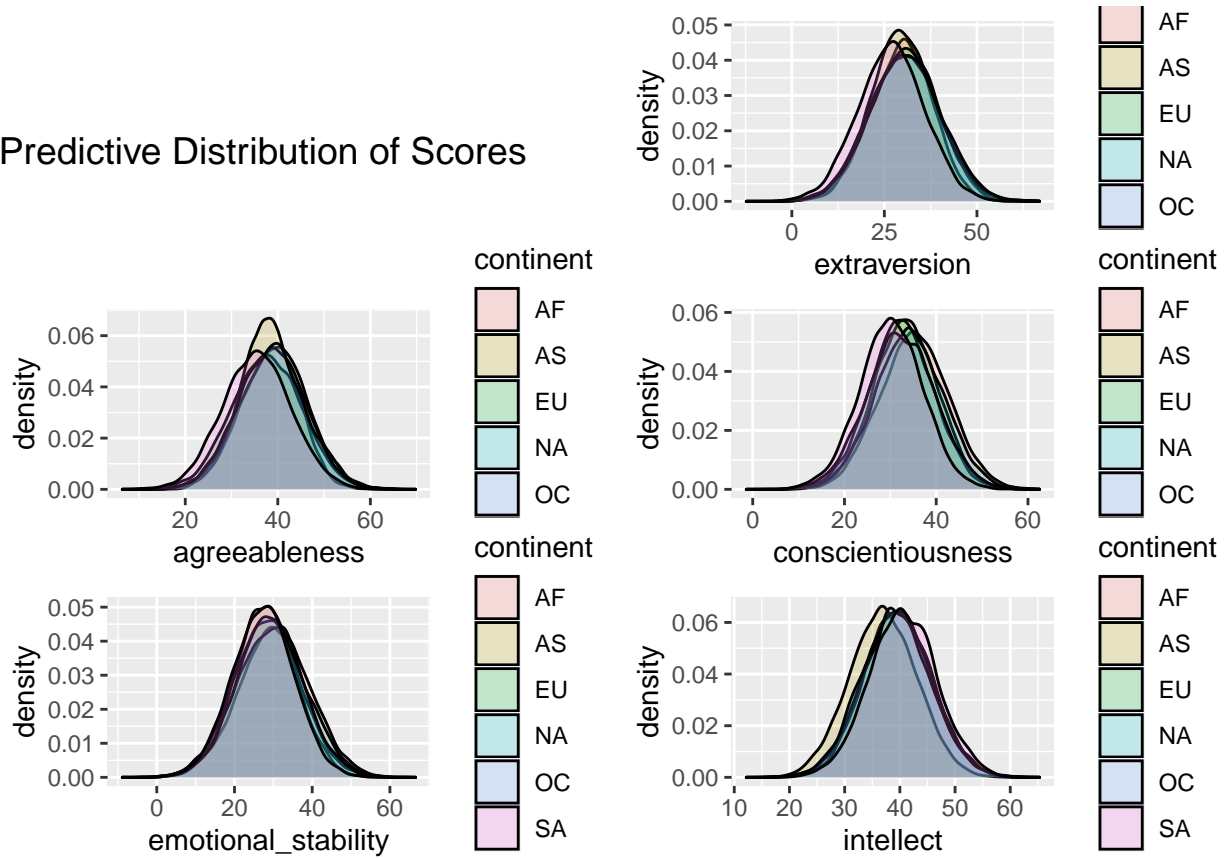 Predictive Distribution of Scores
0.05
0.04
0.03
0.02
0.01
0.00
density
0 25 50
extraversion
AF
AS
EU
NA
OC
0.06
0.04
0.02
0.00
density
20 40 60
agreeableness
continent
AF
AS
EU
NA
OC
0.06
0.04
0.02
0.00
density
0 20 40 60
conscientiousness
continent
AF
AS
EU
NA
OC
0.05
0.04
0.03
0.02
0.01
0.00
density
0 20 40 60
emotional_stability
continent
AF
AS
EU
NA
OC
SA
0.06
0.04
0.02
0.00
density
10 20 30 40 50 60
intellect
continent
AF
AS
EU
NA
OC
SA